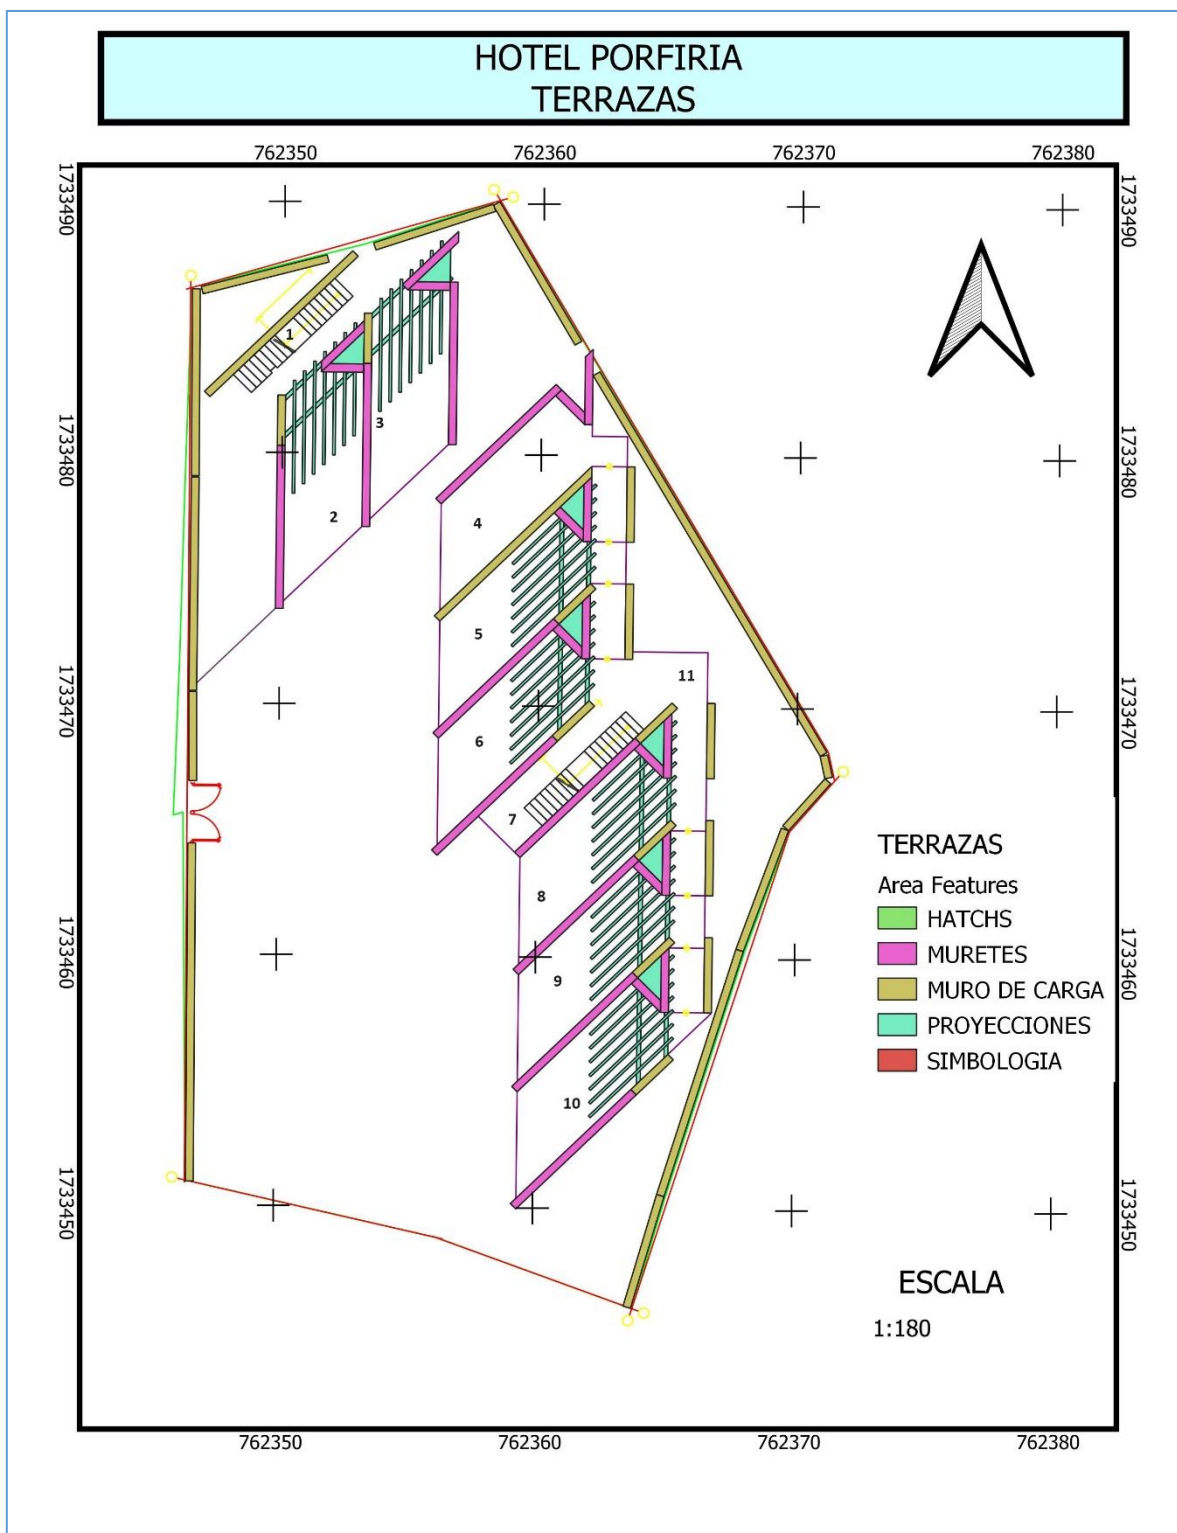 HOTEL PORFIRIA
TERRAZAS
762350 762360 762370 762380
1733490 1733490
1
3
1733480 1733480
2
4
5
11
1733470 1733470
6
7
TERRAZAS
Area Features
8
HATCHS
MURETES
1733460 1733460
9
MURO DE CARGA
PROYECCIONES
SIMBOLOGIA
10
1733450 1733450
ESCALA
1:180
762350 762360 762370 762380